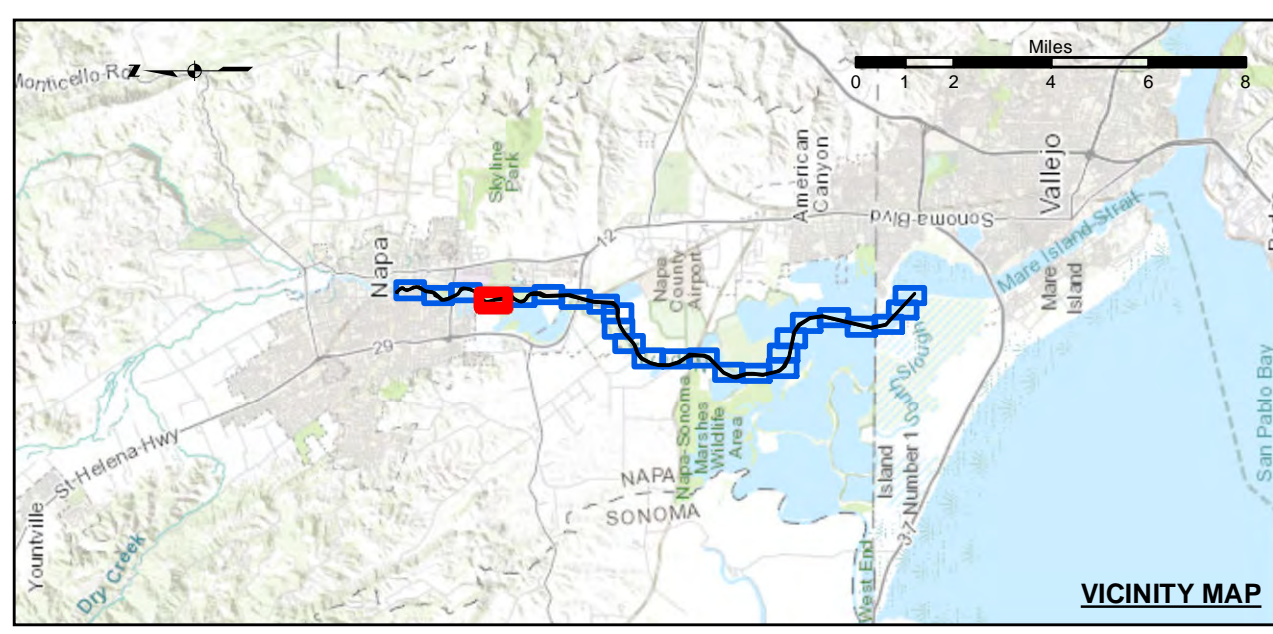 Miles
0 1 2 4 6 8
Monticello Rd
Z
Skyline
Park
American
Canyon
Vallejo
Sonoma Blvd
Mare Island Strait
Napa
12
Napa
County
Airport
Mare
Island
29
South Slough
San Pablo Bay
Napa-Sonoma
Marshes
Wildlife
Area
St Helena Hwy
NAPA
SONOMA
Island
Number 1
37
Yountville
Dry Creek
West End
VICINITY MAP